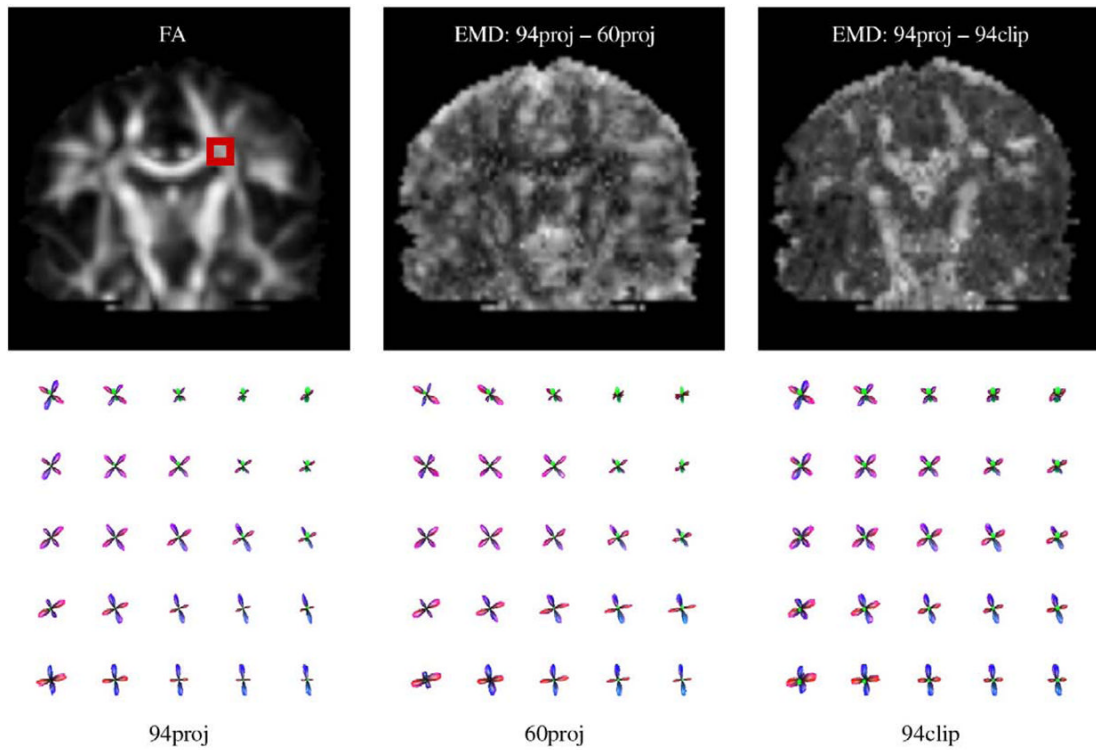 FA
EMD: 94proj – 60proj
EMD: 94proj – 94clip
94proj
60proj
94clip